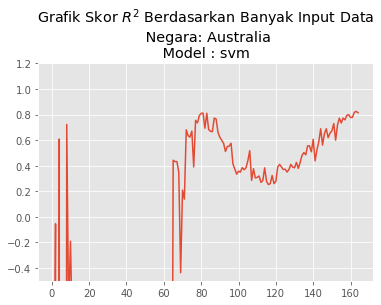 Grafik Skor R² Berdasarkan Banyak Input Data
Negara: Australia
Model : svm
1.2
1.0
0.8
0.6
0.4
0.2
0.0
−0.2
−0.4
0 20 40 60 80 100 120 140 160